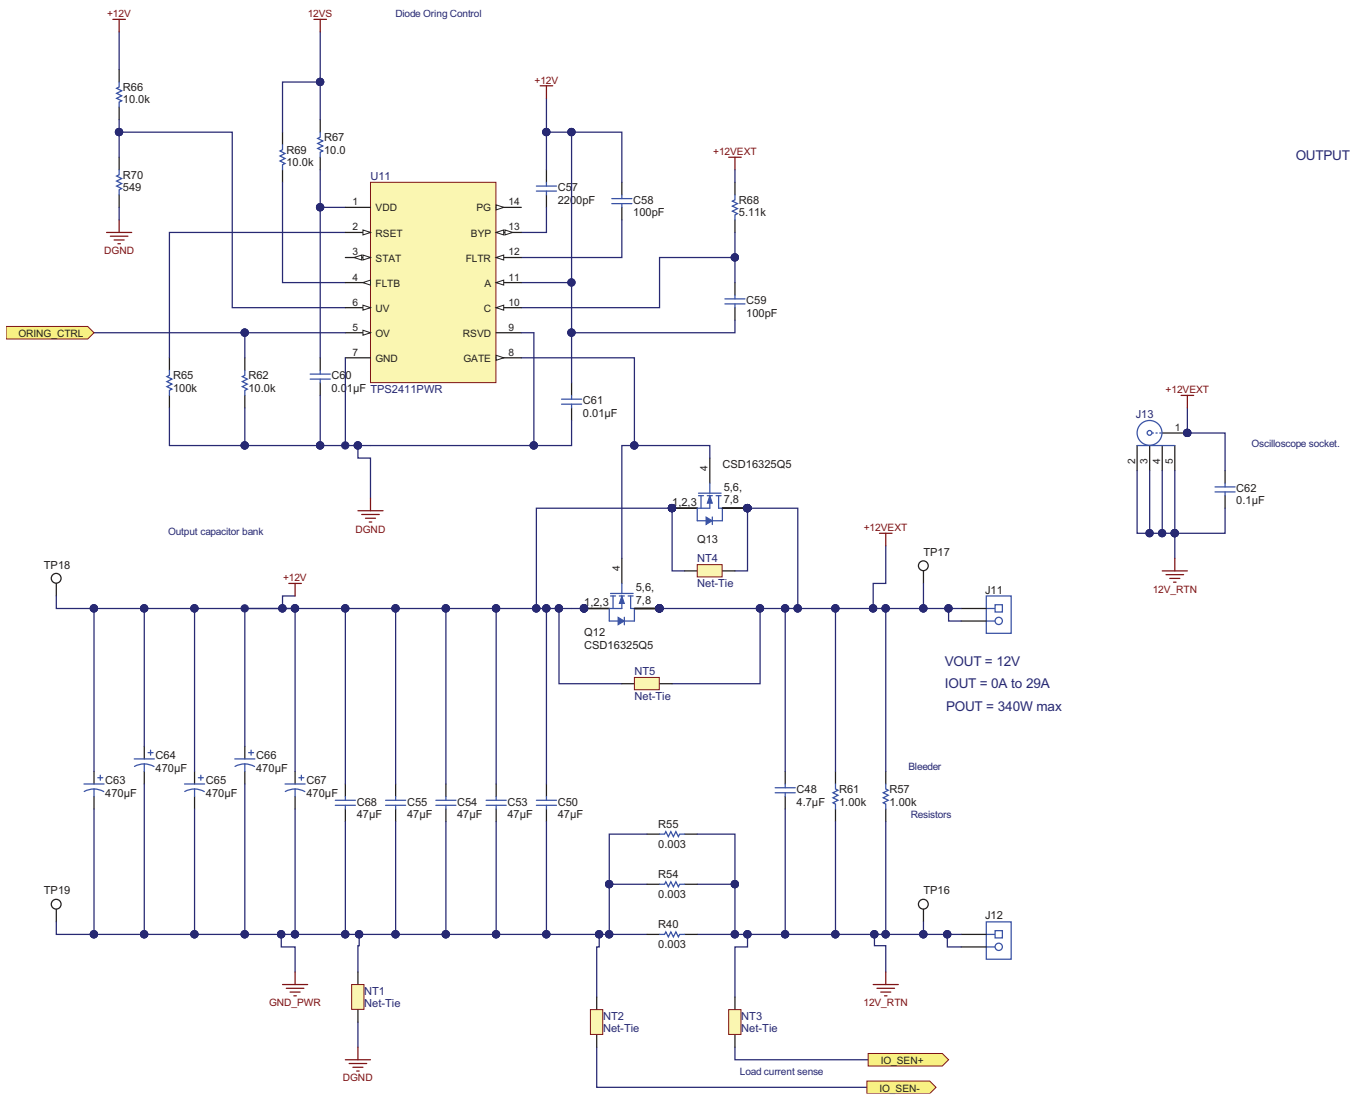 +12V
12VS
Diode Oring Control
R66
10.0k
+12V
R69
10.0k
R67
10.0
+12VEXT
OUTPUT
R70
549
U11
C57
2200pF
C58
100pF
R68
5.11k
DGND
1 VDD
PG 14
2 RSET
BYP 13
3 STAT
FLTR 12
4 FLTB
A 11
6 UV
C 10
5 OV
RSVD 9
7 GND
GATE 8
TPS2411PWR
C59
100pF
ORING_CTRL
R65
100k
R62
10.0k
C60
0.01µF
C61
0.01µF
+12VEXT
J13
1
2 3 4 5
Oscilloscope socket.
C62
0.1µF
12V_RTN
DGND
4
CSD16325Q5
1,2,3
5,6,
7,8
Q13
NT4
Net-Tie
Output capacitor bank
TP18
+12V
+12VEXT
TP17
J11
4
1,2,3
5,6,
7,8
Q12
CSD16325Q5
NT5
Net-Tie
VOUT = 12V
IOUT = 0A to 29A
POUT = 340W max
+ C63
470µF
+ C64
470µF
+ C65
470µF
+ C66
470µF
+ C67
470µF
C68
47µF
C55
47µF
C54
47µF
C53
47µF
C50
47µF
C48
4.7µF
R61
1.00k
R57
1.00k
Bleeder
Resistors
R55
0.003
R54
0.003
R40
0.003
TP19
TP16
J12
GND_PWR
NT1
Net-Tie
DGND
NT2
Net-Tie
NT3
Net-Tie
12V_RTN
IO_SEN+
Load current sense
IO_SEN-